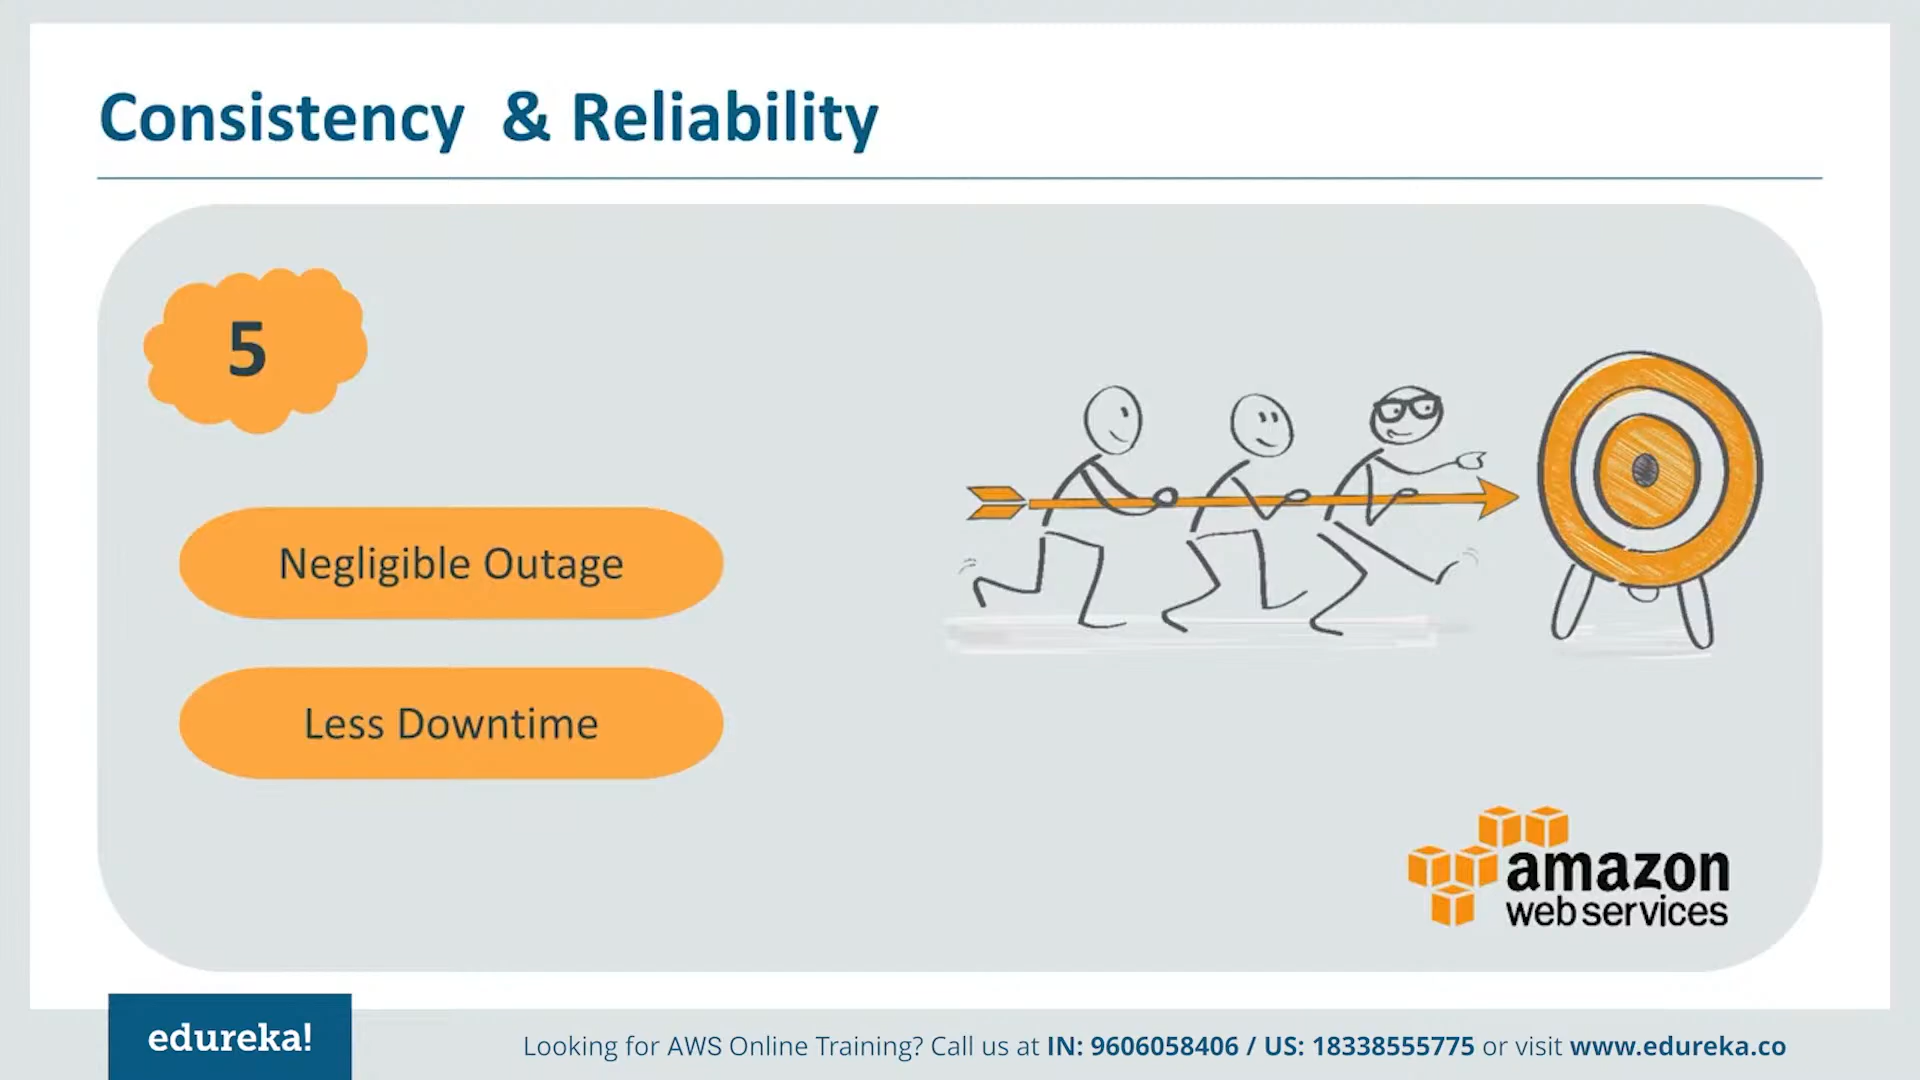 Consistency & Reliability
5
Negligible Outage
Less Downtime
amazon
web services
edureka!
Looking for AWS Online Training? Call us at IN: 9606058406 / US: 18338555775 or visit www.edureka.co